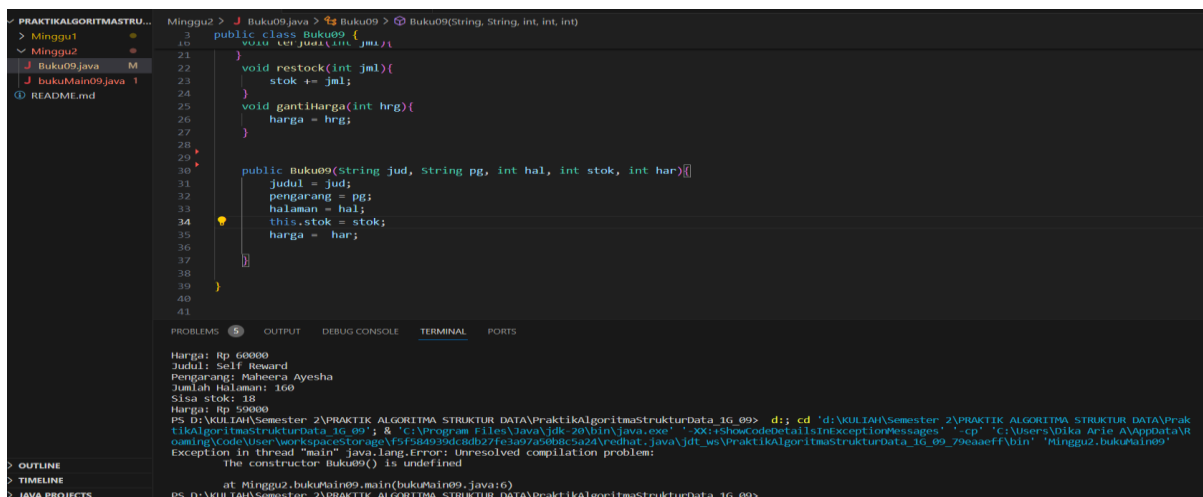 PRAKTIKALGORITMASTRU...
Minggu1
Minggu2
Buku09.java M
bukuMain09.java 1
README.md
OUTLINE
TIMELINE
JAVA PROJECTS
Minggu2 > Buku09.java > Buku09 > Buku09(String, String, int, int, int)
3 public class Buku09 {
16 void terjual(int jml){
21 }
22 void restock(int jml){
23 stok += jml;
24 }
25 void gantiHarga(int hrg){
26 harga = hrg;
27 }
28
29
30 public Buku09(String jud, String pg, int hal, int stok, int har){
31 judul = jud;
32 pengarang = pg;
33 halaman = hal;
34 this.stok = stok;
35 harga = har;
36
37 }
38
39 }
40
41
PROBLEMS 5 OUTPUT DEBUG CONSOLE TERMINAL PORTS
Harga: Rp 60000
Judul: Self Reward
Pengarang: Maheera Ayesha
Jumlah Halaman: 160
Sisa stok: 18
Harga: Rp 59000
PS D:\KULIAH\Semester 2\PRAKTIK ALGORITMA STRUKTUR DATA\PraktikAlgoritmaStrukturData_1G_09> d:; cd 'd:\KULIAH\Semester 2\PRAKTIK ALGORITMA STRUKTUR DATA\Prak
tikAlgoritmaStrukturData_1G_09'; & 'C:\Program Files\Java\jdk-20\bin\java.exe' '-XX:+ShowCodeDetailsInExceptionMessages' '-cp' 'C:\Users\Dika Arie A\AppData\R
oaming\Code\User\workspaceStorage\f5f584939dc8db27fe3a97a50b8c5a24\redhat.java\jdt_ws\PraktikAlgoritmaStrukturData_1G_09_79eaaeff\bin' 'Minggu2.bukuMain09'
Exception in thread "main" java.lang.Error: Unresolved compilation problem:
The constructor Buku09() is undefined
at Minggu2.bukuMain09.main(bukuMain09.java:6)
PS D:\KULIAH\Semester 2\PRAKTIK ALGORITMA STRUKTUR DATA\PraktikAlgoritmaStrukturData_1G_09>